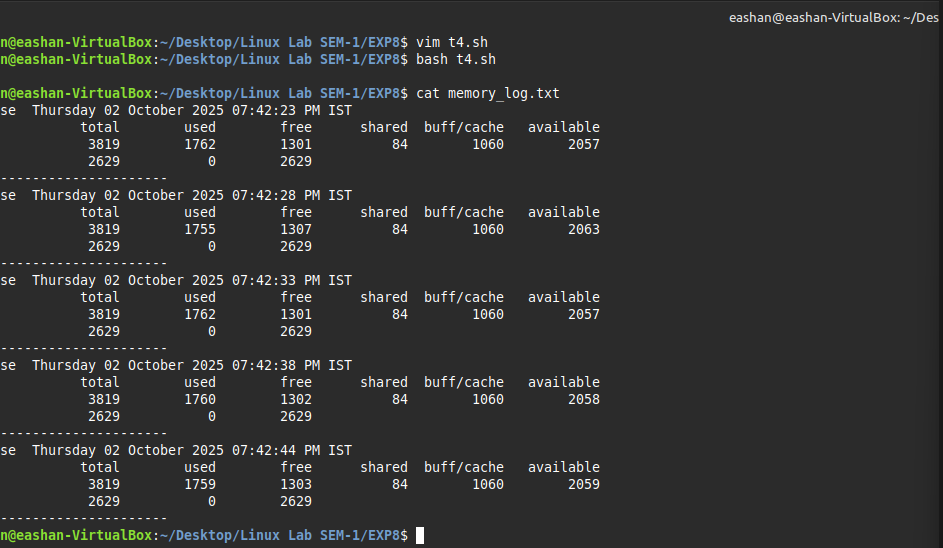 eashan@eashan-VirtualBox: ~/Des
n@eashan-VirtualBox:~/Desktop/Linux Lab SEM-1/EXP8$ vim t4.sh
n@eashan-VirtualBox:~/Desktop/Linux Lab SEM-1/EXP8$ bash t4.sh
n@eashan-VirtualBox:~/Desktop/Linux Lab SEM-1/EXP8$ cat memory_log.txt
se  Thursday 02 October 2025 07:42:23 PM IST
total used free shared buff/cache available
3819 1762 1301 84 1060 2057
2629 0 2629
---------------------
se  Thursday 02 October 2025 07:42:28 PM IST
total used free shared buff/cache available
3819 1755 1307 84 1060 2063
2629 0 2629
---------------------
se  Thursday 02 October 2025 07:42:33 PM IST
total used free shared buff/cache available
3819 1762 1301 84 1060 2057
2629 0 2629
---------------------
se  Thursday 02 October 2025 07:42:38 PM IST
total used free shared buff/cache available
3819 1760 1302 84 1060 2058
2629 0 2629
---------------------
se  Thursday 02 October 2025 07:42:44 PM IST
total used free shared buff/cache available
3819 1759 1303 84 1060 2059
2629 0 2629
---------------------
n@eashan-VirtualBox:~/Desktop/Linux Lab SEM-1/EXP8$